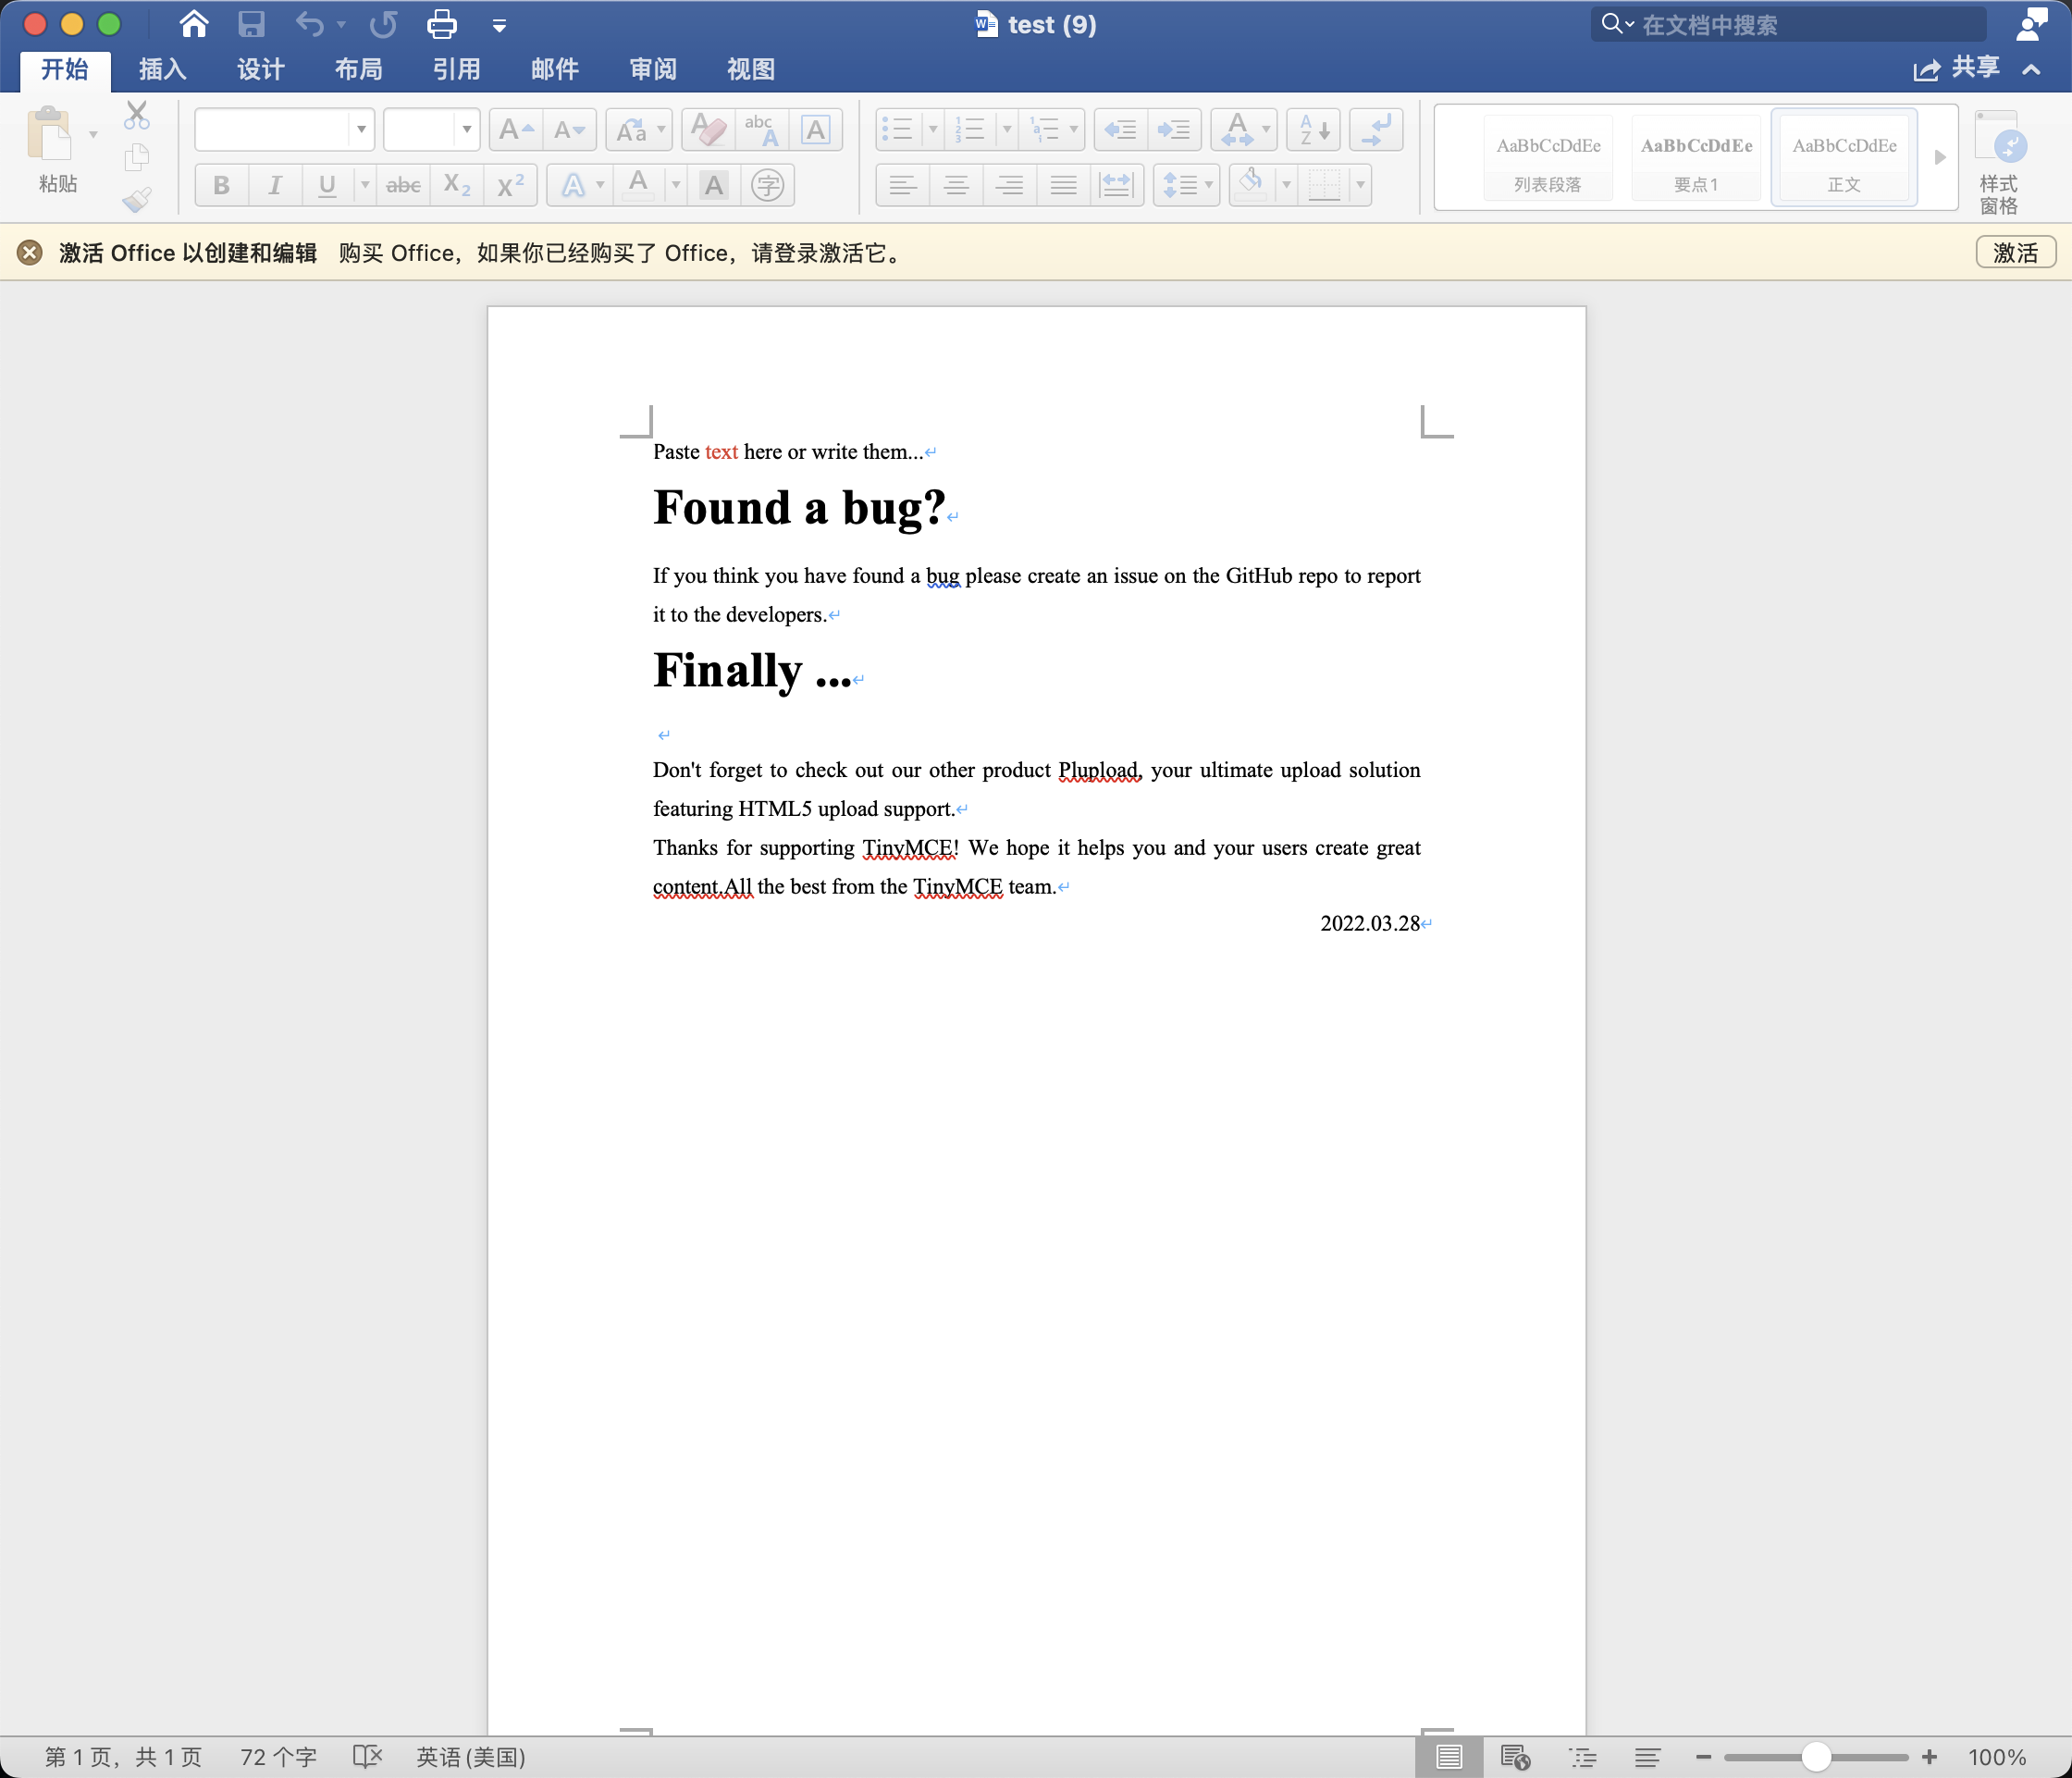 test (9)
在文档中搜索
开始 插入 设计 布局 引用 邮件 审阅 视图
共享
粘贴
AaBbCcDdEe AaBbCcDdEe AaBbCcDdEe
列表段落 要点1 正文
样式
窗格
激活 Office 以创建和编辑 购买 Office，如果你已经购买了 Office，请登录激活它。
激活
Paste text here or write them...
Found a bug?
If you think you have found a bug please create an issue on the GitHub repo to report
it to the developers.
Finally ...
Don't forget to check out our other product Plupload, your ultimate upload solution
featuring HTML5 upload support.
Thanks for supporting TinyMCE! We hope it helps you and your users create great
content.All the best from the TinyMCE team.
2022.03.28
第 1 页，共 1 页 72 个字 英语(美国)
100%